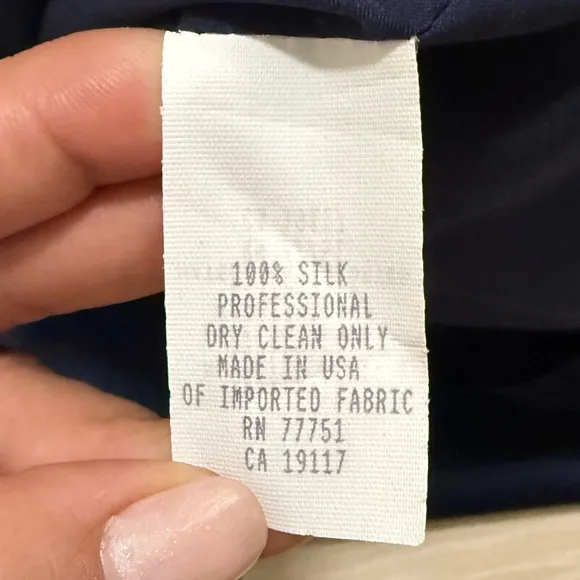 100% SILK
PROFESSIONAL
DRY CLEAN ONLY
MADE IN USA
OF IMPORTED FABRIC
RN 77751
CA 19117